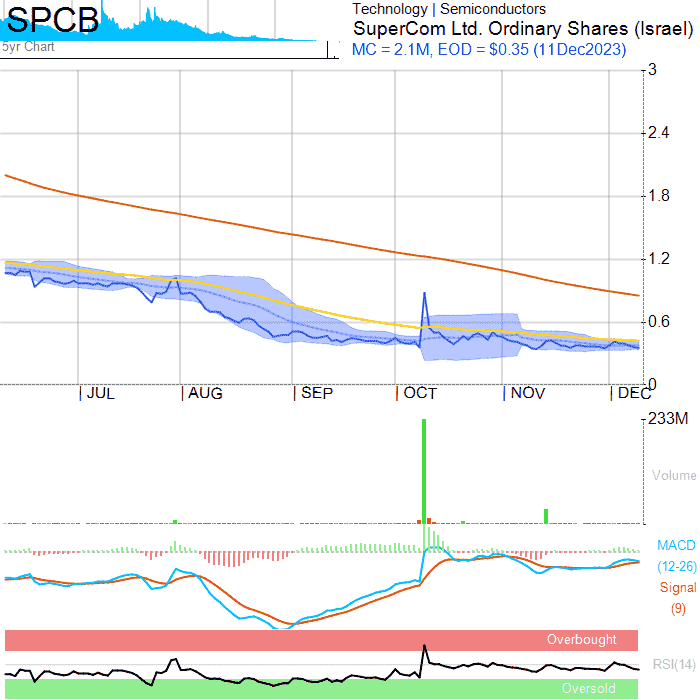 SPCB
5yr Chart
Technology | Semiconductors
SuperCom Ltd. Ordinary Shares (Israel)
MC = 2.1M, EOD = $0.35 (11Dec2023)
3
2.4
1.8
1.2
0.6
0
| JUL
| AUG
| SEP
| OCT
| NOV
| DEC
233M
Volume
MACD
(12-26)
Signal
(9)
Overbought
RSI(14)
Oversold